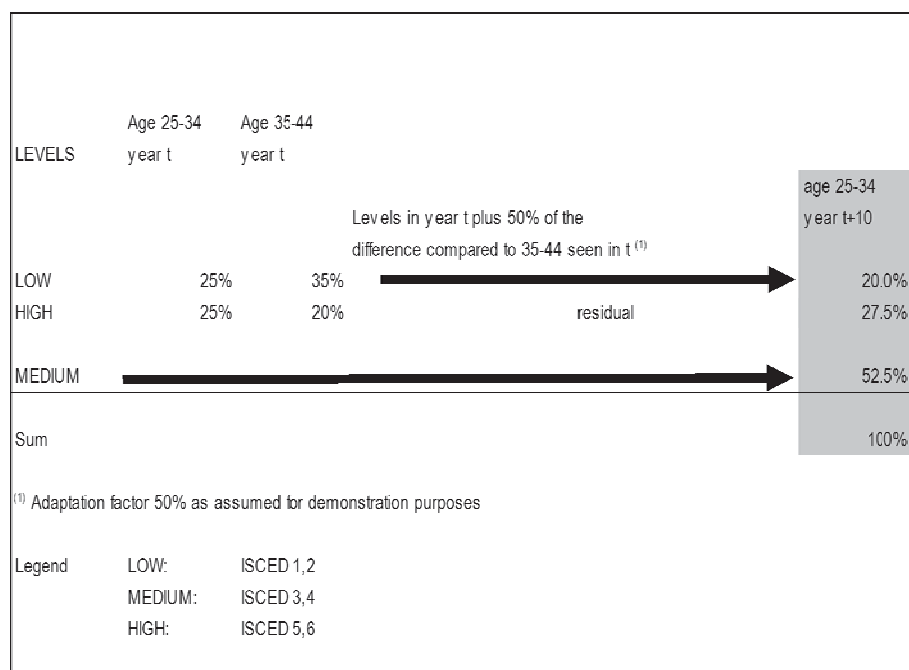 Age 25-34 Age 35-44
LEVELS year t year t
age 25-34
Levels in year t plus 50% of the year t+10
difference compared to 35-44 seen in t (1)
LOW 25% 35% 20.0%
HIGH 25% 20% residual 27.5%
MEDIUM 52.5%
Sum 100%
(1) Adaptation factor 50% as assumed for demonstration purposes
Legend LOW: ISCED 1,2
MEDIUM: ISCED 3,4
HIGH: ISCED 5,6